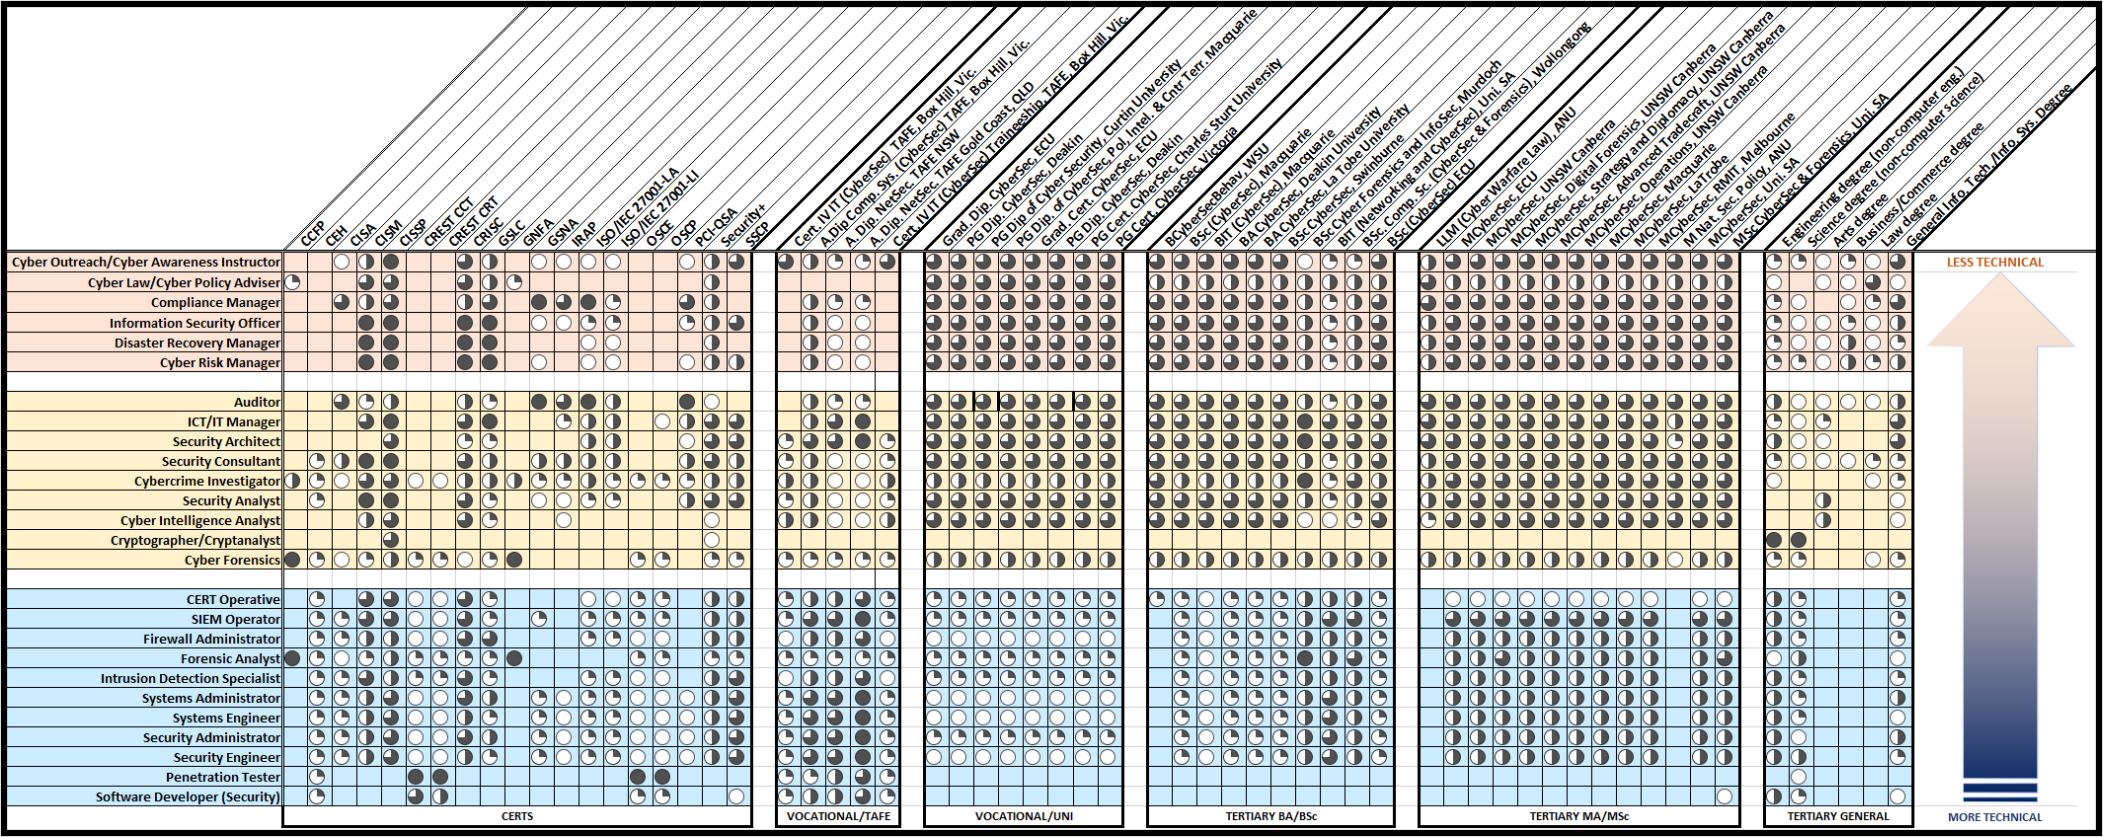 CCFP
CEH
CISA
CISM
CISSP
CREST CCT
CREST CRT
CRISC
GSLC
GNFA
GSNA
IRAP
ISO/IEC 27001-LA
ISO/IEC 27001-LI
OSCE
OSCP
PCI-QSA
Security+
SSCP
Cert. IV IT (CyberSec) TAFE, Box Hill, Vic.
A.Dip.Comp. Sys. (CyberSec) TAFE, Box Hill, Vic.
A. Dip. NetSec. TAFE NSW
A. Dip. NetSec. TAFE Gold Coast, QLD
Cert. IV IT (CyberSec) Traineeship, TAFE, Box Hill, Vic.
Grad. Dip. CyberSec, ECU
PG Dip. CyberSec, Deakin
PG Dip of Cyber Security, Curtin University
PG Dip. of CyberSec, Pol, Intel. & Cntr Terr. Macquarie
Grad. Cert. CyberSec, ECU
PG Dip. CyberSec, Deakin
PG Cert. CyberSec, Charles Sturt University
PG Cert. CyberSec, Victoria
BCyberSecBehav, WSU
BSc (CyberSec), Macquarie
BIT (CyberSec), Macquarie
BA CyberSec, Deakin University
BA CyberSec, La Trobe University
BSc CyberSec, Swinburne
BSc (Cyber Forensics and InfoSec, Murdoch
BIT (Networking and CyberSec), Uni. SA
BSc. Comp. Sc. (CyberSec & Forensics), Wollongong
BSc (CyberSec) ECU
LLM (Cyber Warfare Law), ANU
MCyberSec, ECU
MCyberSec, UNSW Canberra
MCyberSec, Digital Forensics, UNSW Canberra
MCyberSec, Strategy and Diplomacy, UNSW Canberra
MCyberSec, Advanced Tradecraft, UNSW Canberra
MCyberSec, Operations, UNSW Canberra
MCyberSec, Macquarie
MCyberSec, LaTrobe
MCyberSec, RMIT, Melbourne
M Nat. Sec. Policy, ANU
MCyberSec, Uni. SA
MSc CyberSec & Forensics, Uni, SA
Engineering degree (non-computer eng.)
Science degree (non-computer science)
Arts degree
Business/Commerce degree
Law degree
General Info. Tech./Info. Sys. Degree
Cyber Outreach/Cyber Awareness Instructor
LESS TECHNICAL
Cyber Law/Cyber Policy Adviser
Compliance Manager
Information Security Officer
Disaster Recovery Manager
Cyber Risk Manager
Auditor
ICT/IT Manager
Security Architect
Security Consultant
Cybercrime Investigator
Security Analyst
Cyber Intelligence Analyst
Cryptographer/Cryptanalyst
Cyber Forensics
CERT Operative
SIEM Operator
Firewall Administrator
Forensic Analyst
Intrusion Detection Specialist
Systems Administrator
Systems Engineer
Security Administrator
Security Engineer
Penetration Tester
Software Developer (Security)
CERTS
VOCATIONAL/TAFE
VOCATIONAL/UNI
TERTIARY BA/BSc
TERTIARY MA/MSc
TERTIARY GENERAL
MORE TECHNICAL